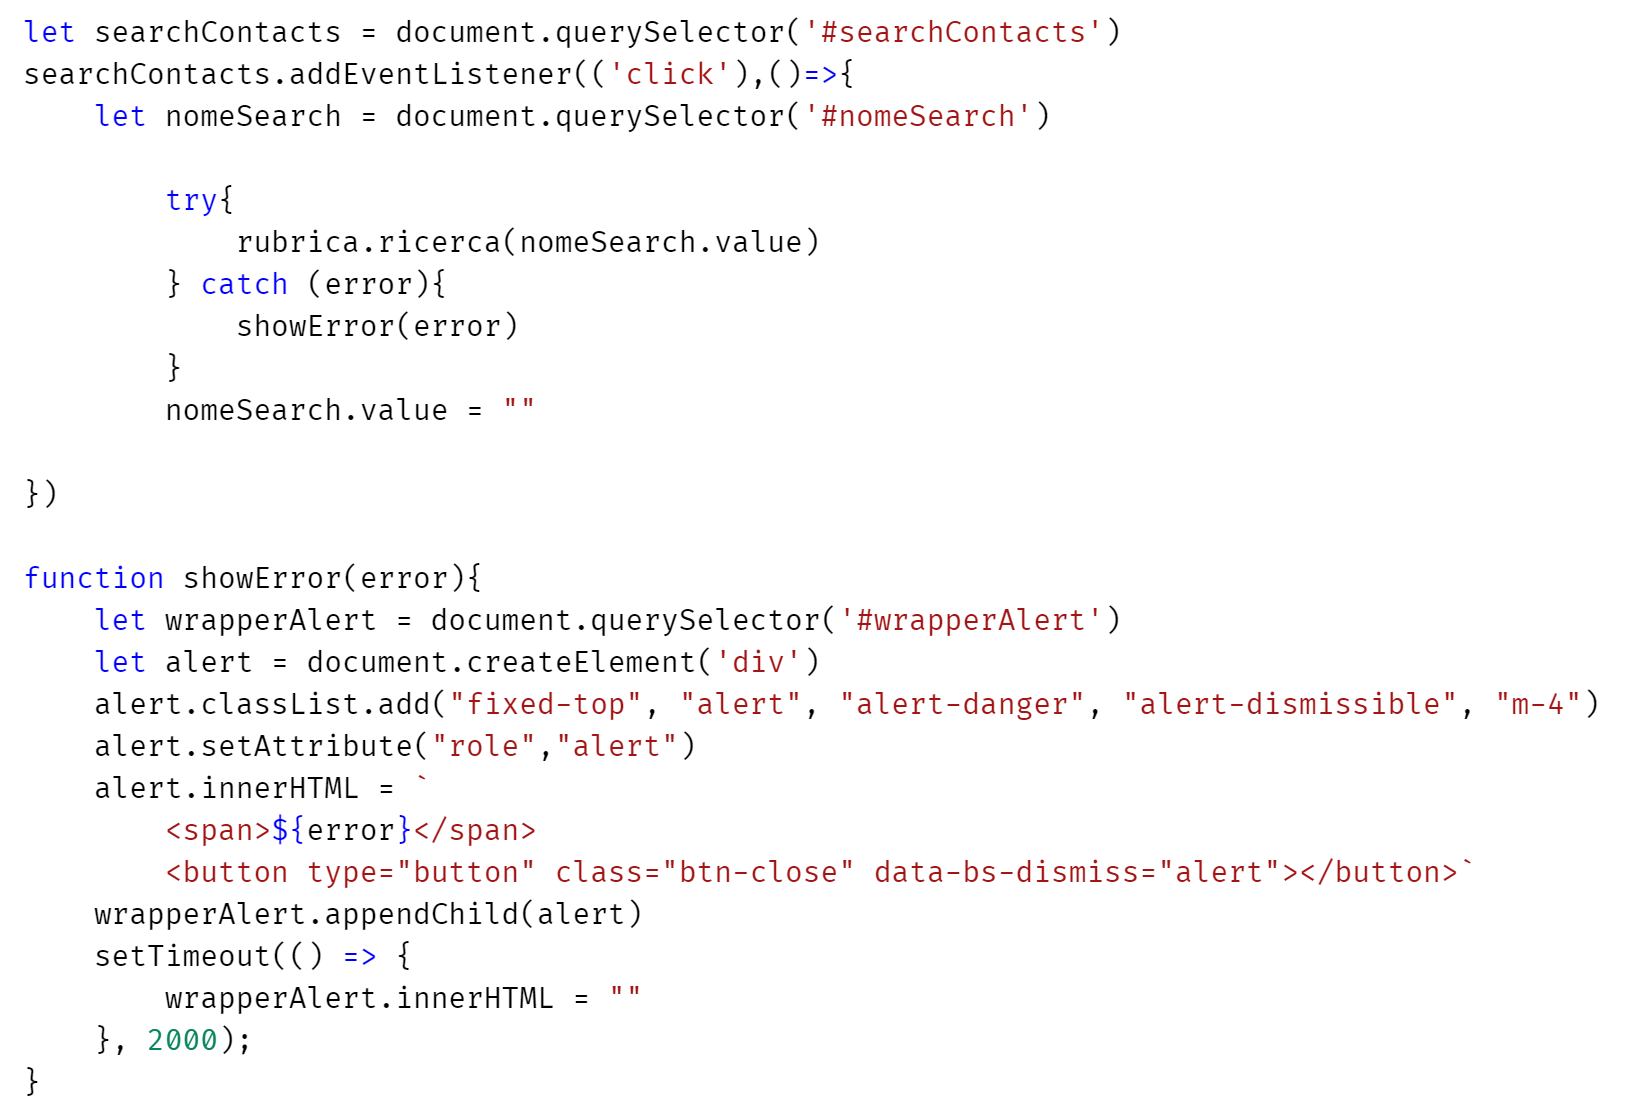 let searchContacts = document.querySelector('#searchContacts')
searchContacts.addEventListener(('click'),()=>{
    let nomeSearch = document.querySelector('#nomeSearch')

        try{
            rubrica.ricerca(nomeSearch.value)
        } catch (error){
            showError(error)
        }
        nomeSearch.value = ""

})

function showError(error){
    let wrapperAlert = document.querySelector('#wrapperAlert')
    let alert = document.createElement('div')
    alert.classList.add("fixed-top", "alert", "alert-danger", "alert-dismissible", "m-4")
    alert.setAttribute("role","alert")
    alert.innerHTML = `
        <span>${error}</span>
        <button type="button" class="btn-close" data-bs-dismiss="alert"></button>`
    wrapperAlert.appendChild(alert)
    setTimeout(() => {
        wrapperAlert.innerHTML = ""
    }, 2000);
}